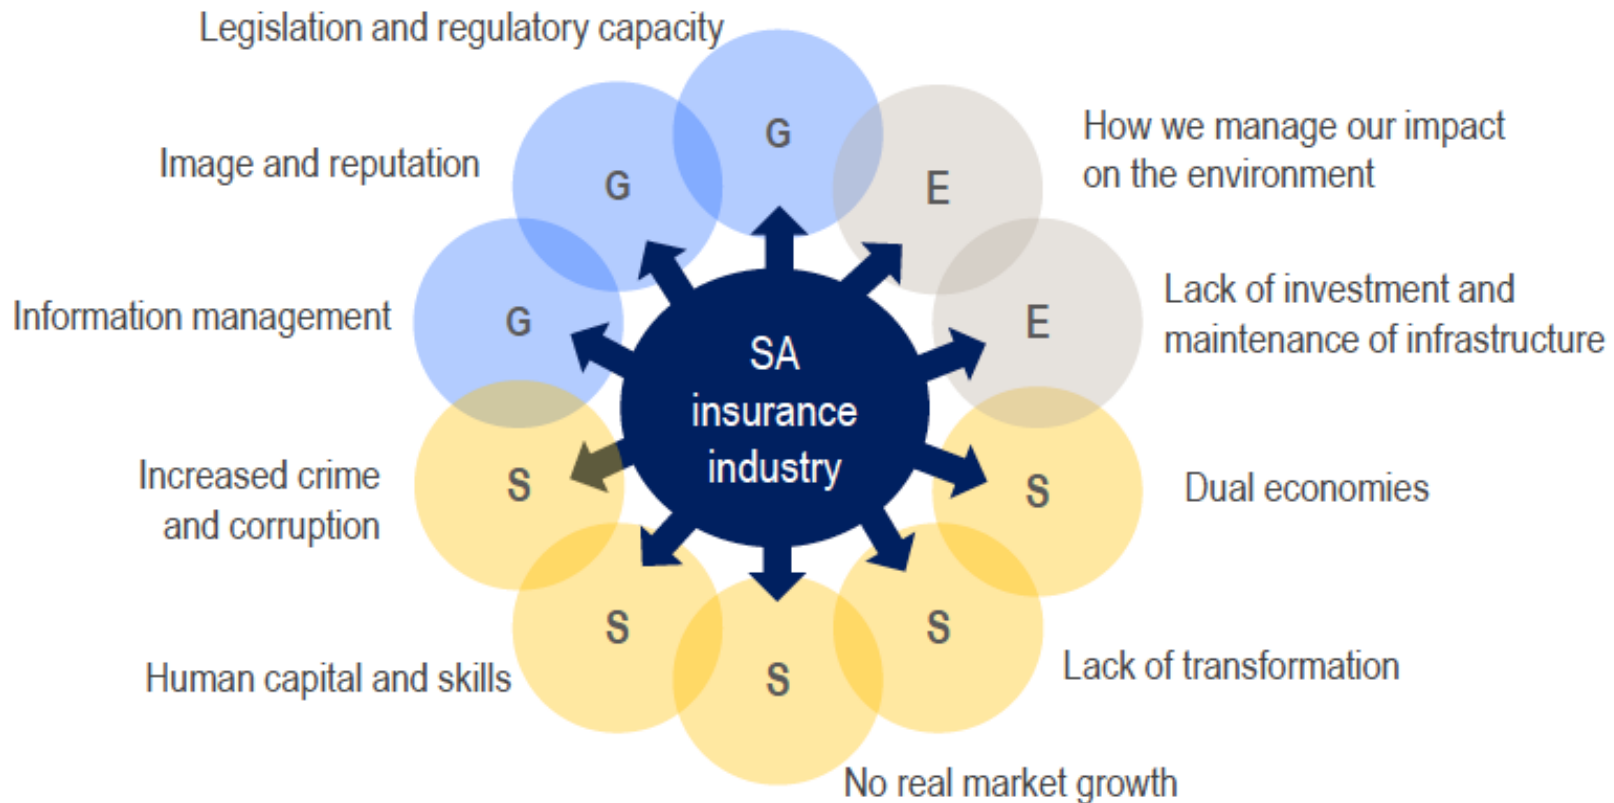 Legislation and regulatory capacity
G
How we manage our impact
on the environment
E
Lack of investment and
maintenance of infrastructure
E
Dual economies
S
Lack of transformation
S
No real market growth
S
Human capital and skills
S
Increased crime
and corruption
S
Information management
G
Image and reputation
G
SA
insurance
industry